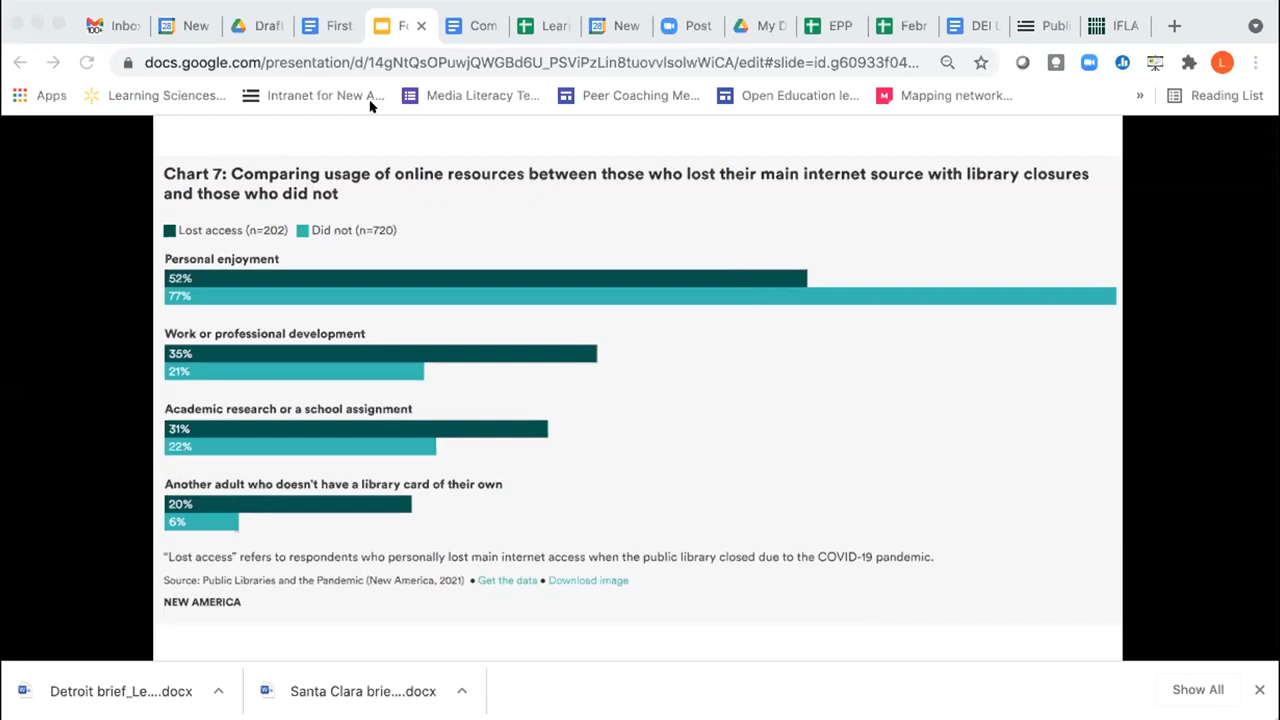 Inbo
New
Draf
First
Fo
Com
Lear
New
Post
My D
EPP
Febr
DEI L
Publ
IFLA
docs.google.com/presentation/d/14gNtQsOPuwjQWGBd6U_PSViPzLin8tuovvlsolwWiCA/edit#slide=id.g60933f04...
L
Apps
Learning Sciences...
Intranet for New A...
Media Literacy Te...
Peer Coaching Me...
Open Education le...
Mapping network...
»
Reading List
Chart 7: Comparing usage of online resources between those who lost their main internet source with library closures
and those who did not
Lost access (n=202) Did not (n=720)
Personal enjoyment
52%
77%
Work or professional development
35%
21%
Academic research or a school assignment
31%
22%
Another adult who doesn't have a library card of their own
20%
6%
“Lost access” refers to respondents who personally lost main internet access when the public library closed due to the COVID-19 pandemic.
Source: Public Libraries and the Pandemic (New America, 2021) • Get the data • Download image
NEW AMERICA
Detroit brief_Le....docx
Santa Clara brie....docx
Show All